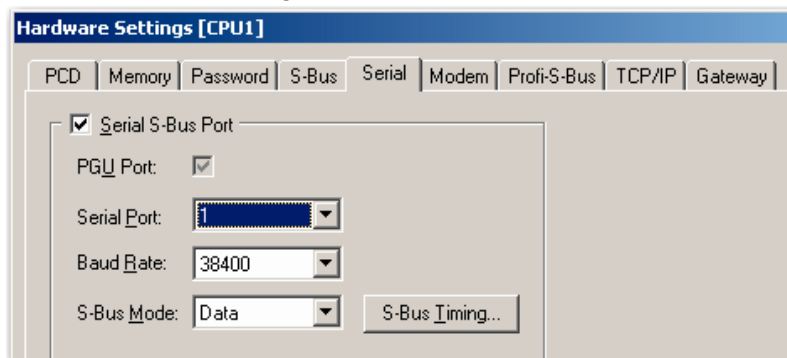 Hardware Settings [CPU1]
PCD Memory Password S-Bus Serial Modem Profi-S-Bus TCP/IP Gateway
Serial S-Bus Port
PGU Port:
Serial Port: 1
Baud Rate: 38400
S-Bus Mode: Data S-Bus Timing...